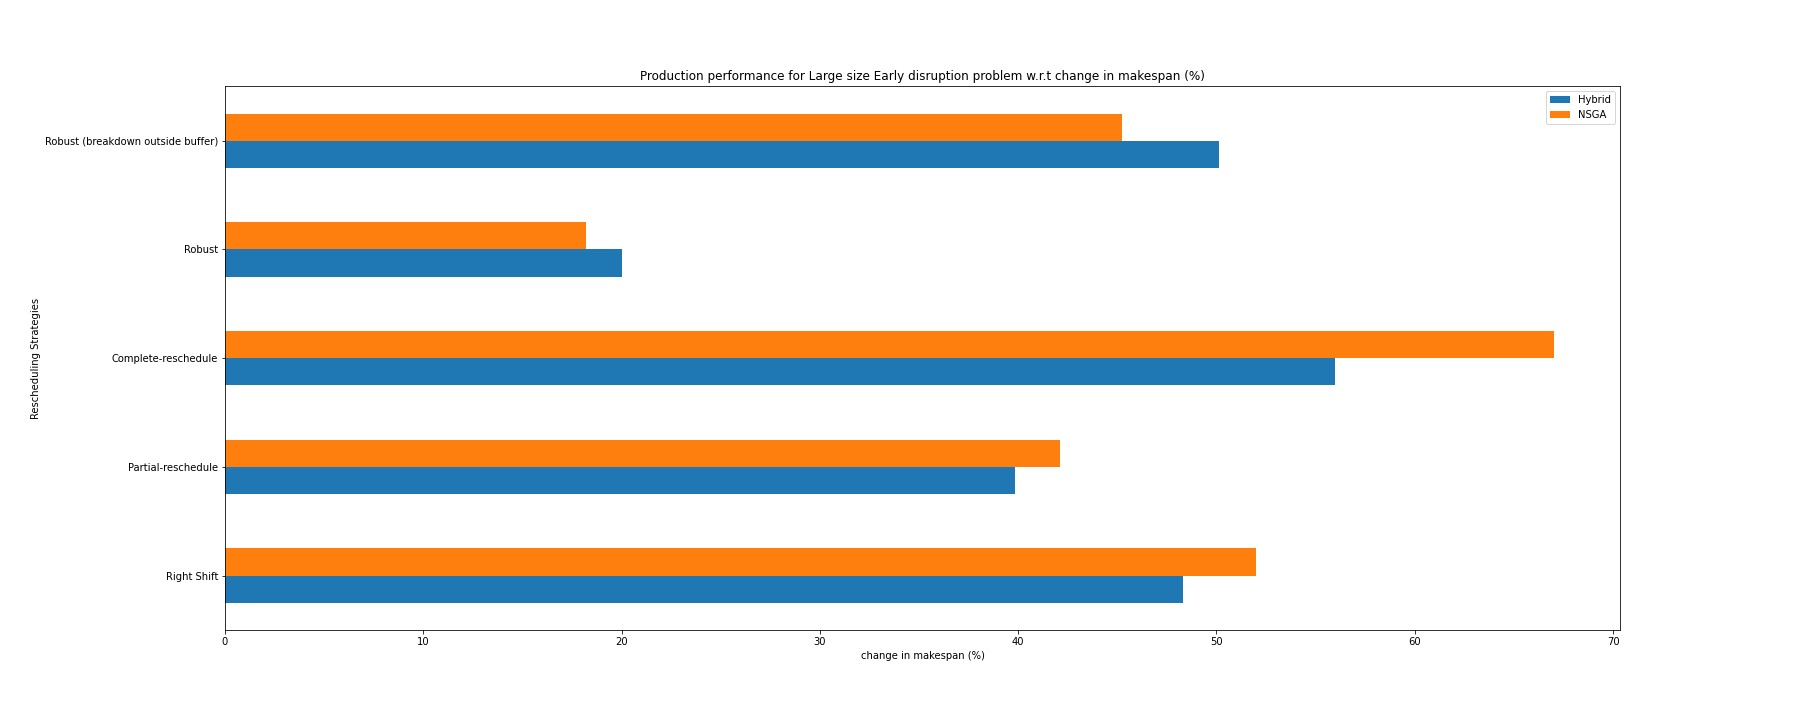 Production performance for Large size Early disruption problem w.r.t change in makespan (%)
Hybrid
NSGA
Robust (breakdown outside buffer)
Robust
Complete-reschedule
Partial-reschedule
Right Shift
Rescheduling Strategies
0 10 20 30 40 50 60 70
change in makespan (%)